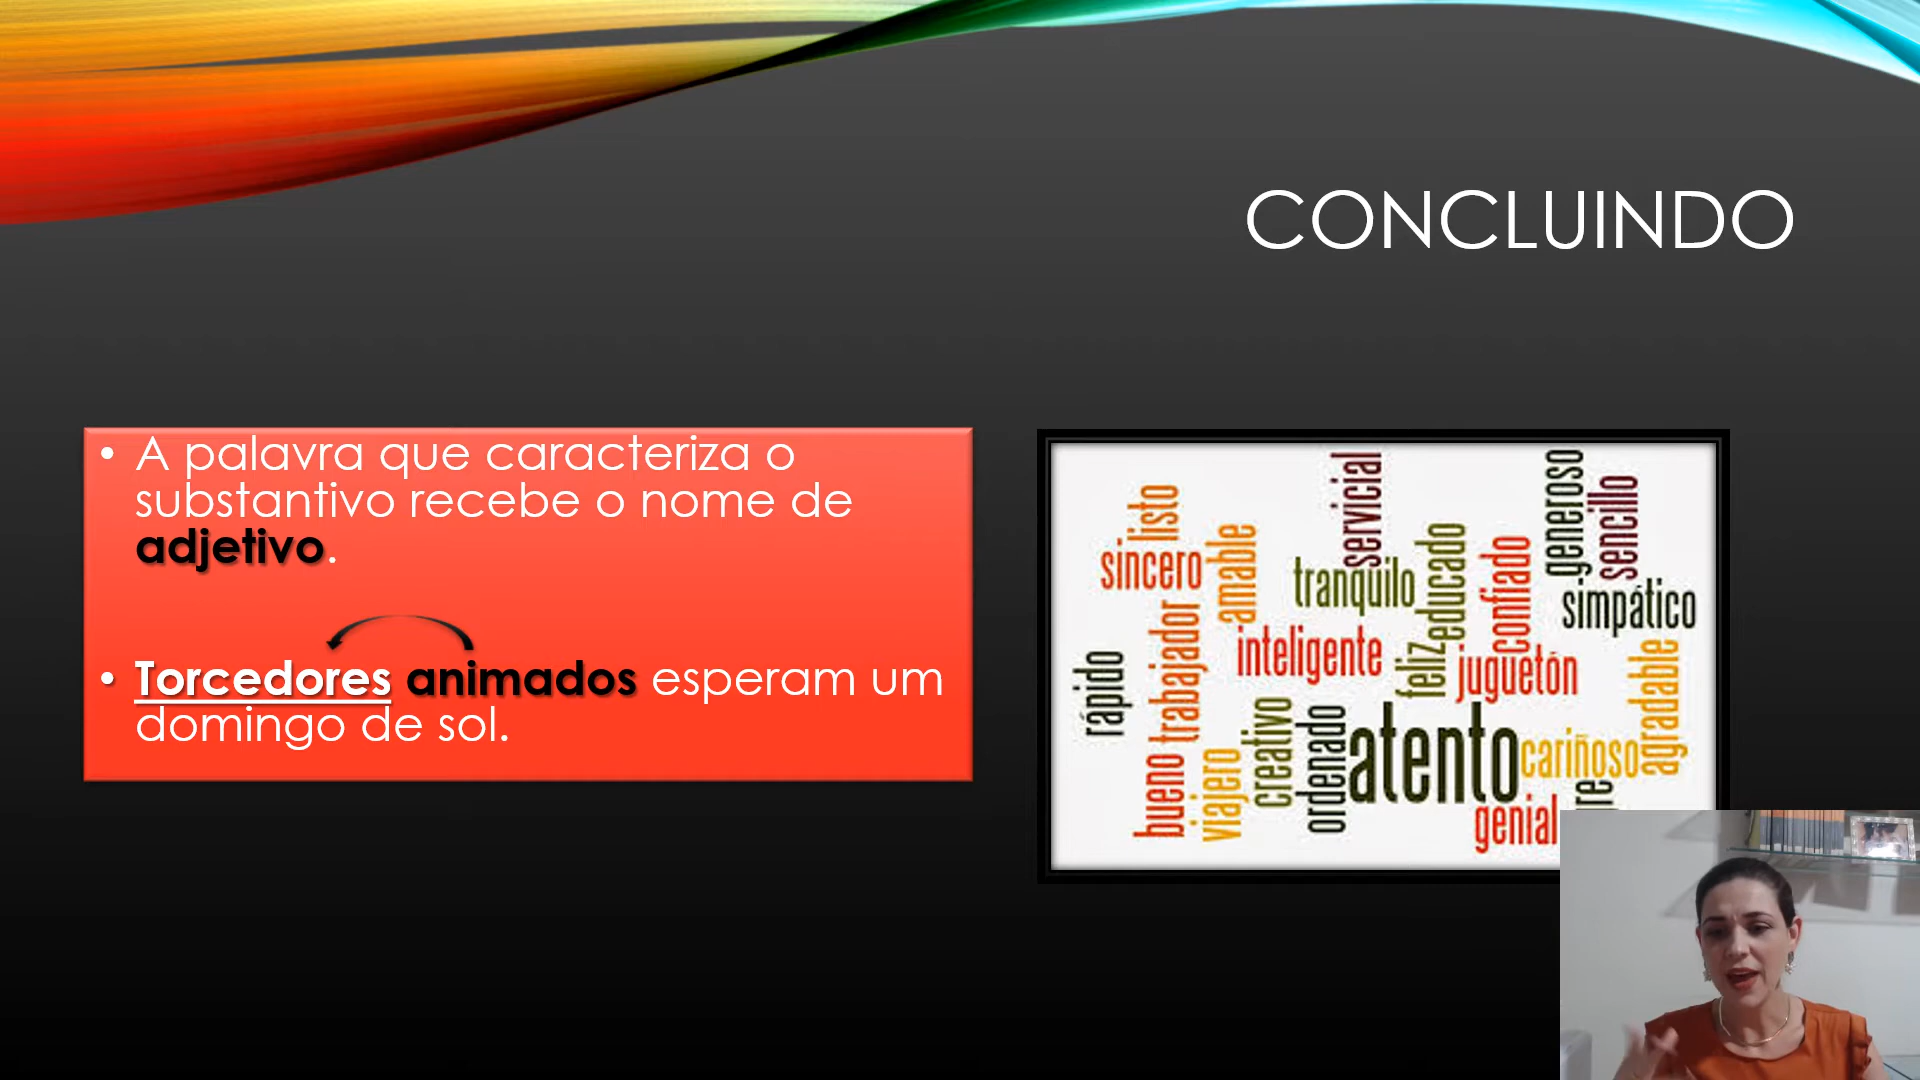 CONCLUINDO
• A palavra que caracteriza o
substantivo recebe o nome de
adjetivo.
• Torcedores animados esperam um
domingo de sol.
servicial
generoso
sencillo
listo
sincero
amable
tranquilo
educado
confiado
simpático
inteligente
feliz
juguetón
rápido
trabajador
agradable
creativo
ordenado
atento
cariñoso
bueno
viajero
genial